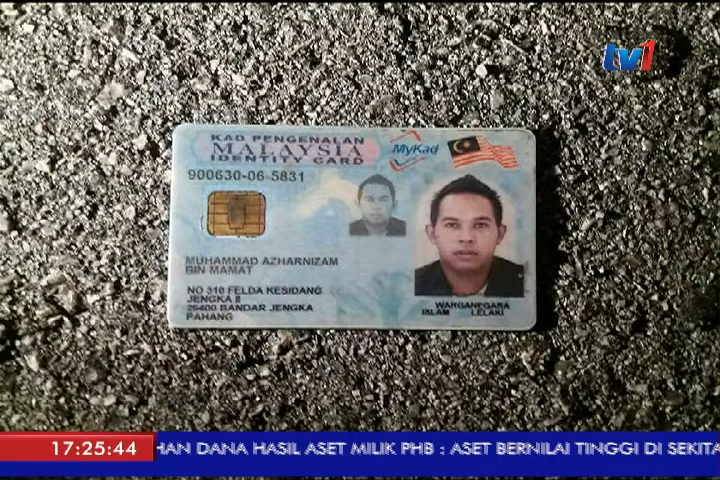 tv1
KAD PENGENALAN
MALAYSIA
IDENTITY CARD
MyKad
900630-06-5831
MUHAMMAD AZHARNIZAM
BIN MAMAT
NO 310 FELDA KESIDANG
JENGKA 8
26400 BANDAR JENGKA
PAHANG
WARGANEGARA
ISLAM LELAKI
17:25:44
HAN DANA HASIL ASET MILIK PHB : ASET BERNILAI TINGGI DI SEKITA